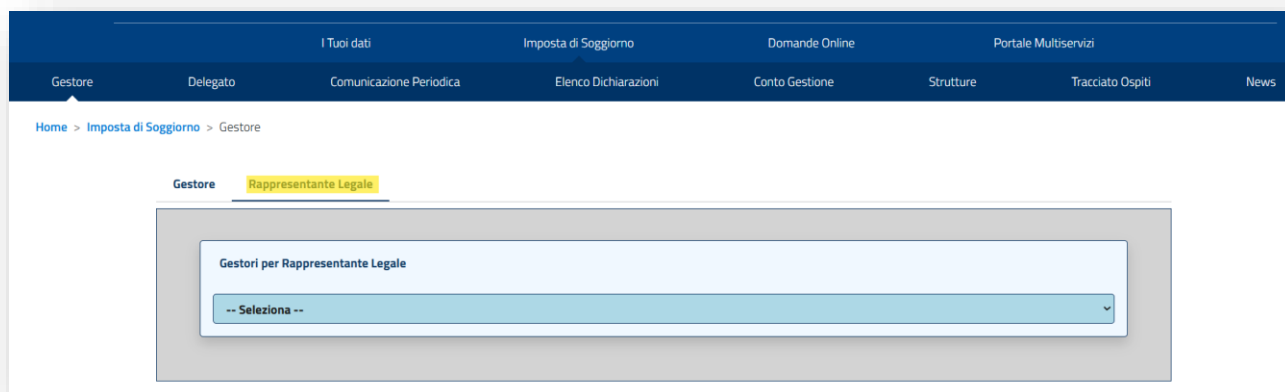 I Tuoi dati Imposta di Soggiorno Domande Online Portale Multiservizi
Gestore Delegato Comunicazione Periodica Elenco Dichiarazioni Conto Gestione Strutture Tracciato Ospiti News
Home > Imposta di Soggiorno > Gestore
Gestore Rappresentante Legale
Gestori per Rappresentante Legale
-- Seleziona --